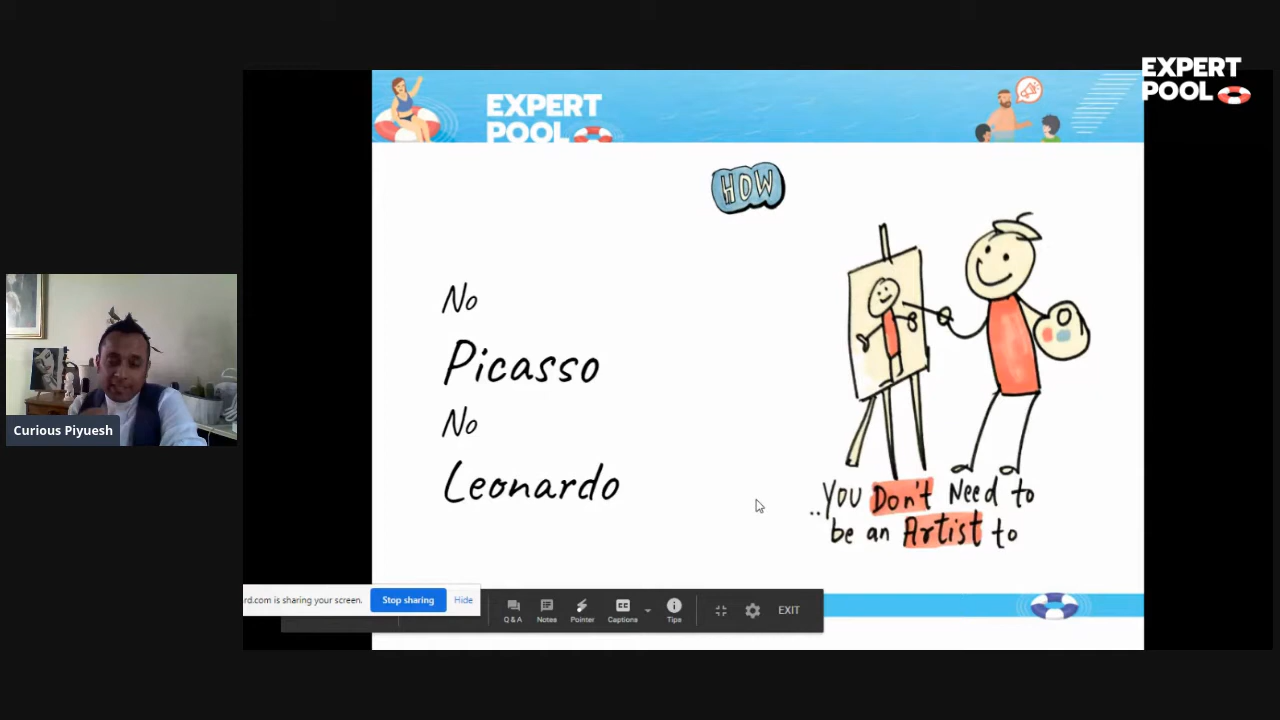 EXPERT
POOL
EXPERT
POOL
HOW
No
Picasso
No
Leonardo
..You Don't Need to
be an Artist to
Curious Piyuesh
rd.com is sharing your screen.
Stop sharing
Hide
Q & A
Notes
Pointer
Captions
Tips
EXIT